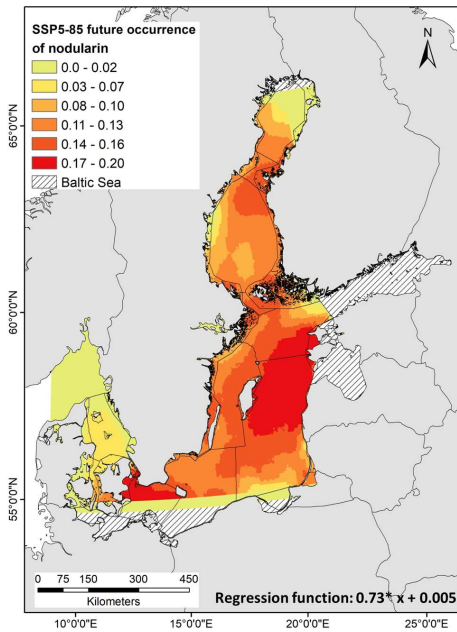 SSP5-85 future occurrence
of nodularin
0.0 - 0.02
0.03 - 0.07
0.08 - 0.10
0.11 - 0.13
0.14 - 0.16
0.17 - 0.20
Baltic Sea
N
65°0'0"N
60°0'0"N
55°0'0"N
0 75 150 300 450
Kilometers
Regression function: 0.73* x + 0.005
10°0'0"E 15°0'0"E 20°0'0"E 25°0'0"E